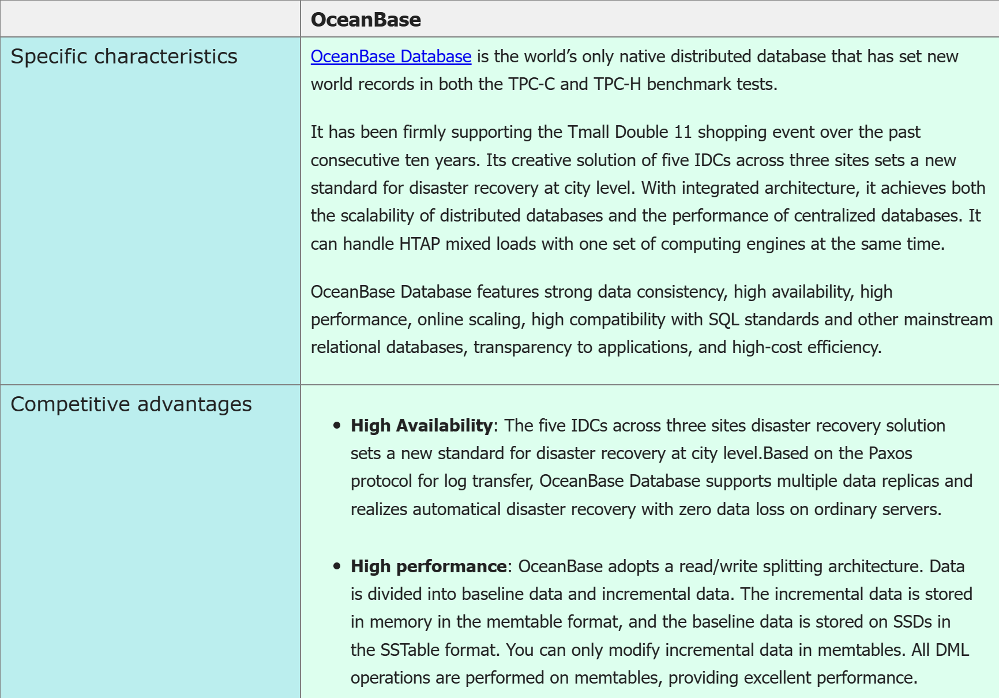 OceanBase
Specific characteristics
OceanBase Database is the world’s only native distributed database that has set new
world records in both the TPC-C and TPC-H benchmark tests.
It has been firmly supporting the Tmall Double 11 shopping event over the past
consecutive ten years. Its creative solution of five IDCs across three sites sets a new
standard for disaster recovery at city level. With integrated architecture, it achieves both
the scalability of distributed databases and the performance of centralized databases. It
can handle HTAP mixed loads with one set of computing engines at the same time.
OceanBase Database features strong data consistency, high availability, high
performance, online scaling, high compatibility with SQL standards and other mainstream
relational databases, transparency to applications, and high-cost efficiency.
Competitive advantages
• High Availability: The five IDCs across three sites disaster recovery solution
sets a new standard for disaster recovery at city level.Based on the Paxos
protocol for log transfer, OceanBase Database supports multiple data replicas and
realizes automatical disaster recovery with zero data loss on ordinary servers.
• High performance: OceanBase adopts a read/write splitting architecture. Data
is divided into baseline data and incremental data. The incremental data is stored
in memory in the memtable format, and the baseline data is stored on SSDs in
the SSTable format. You can only modify incremental data in memtables. All DML
operations are performed on memtables, providing excellent performance.